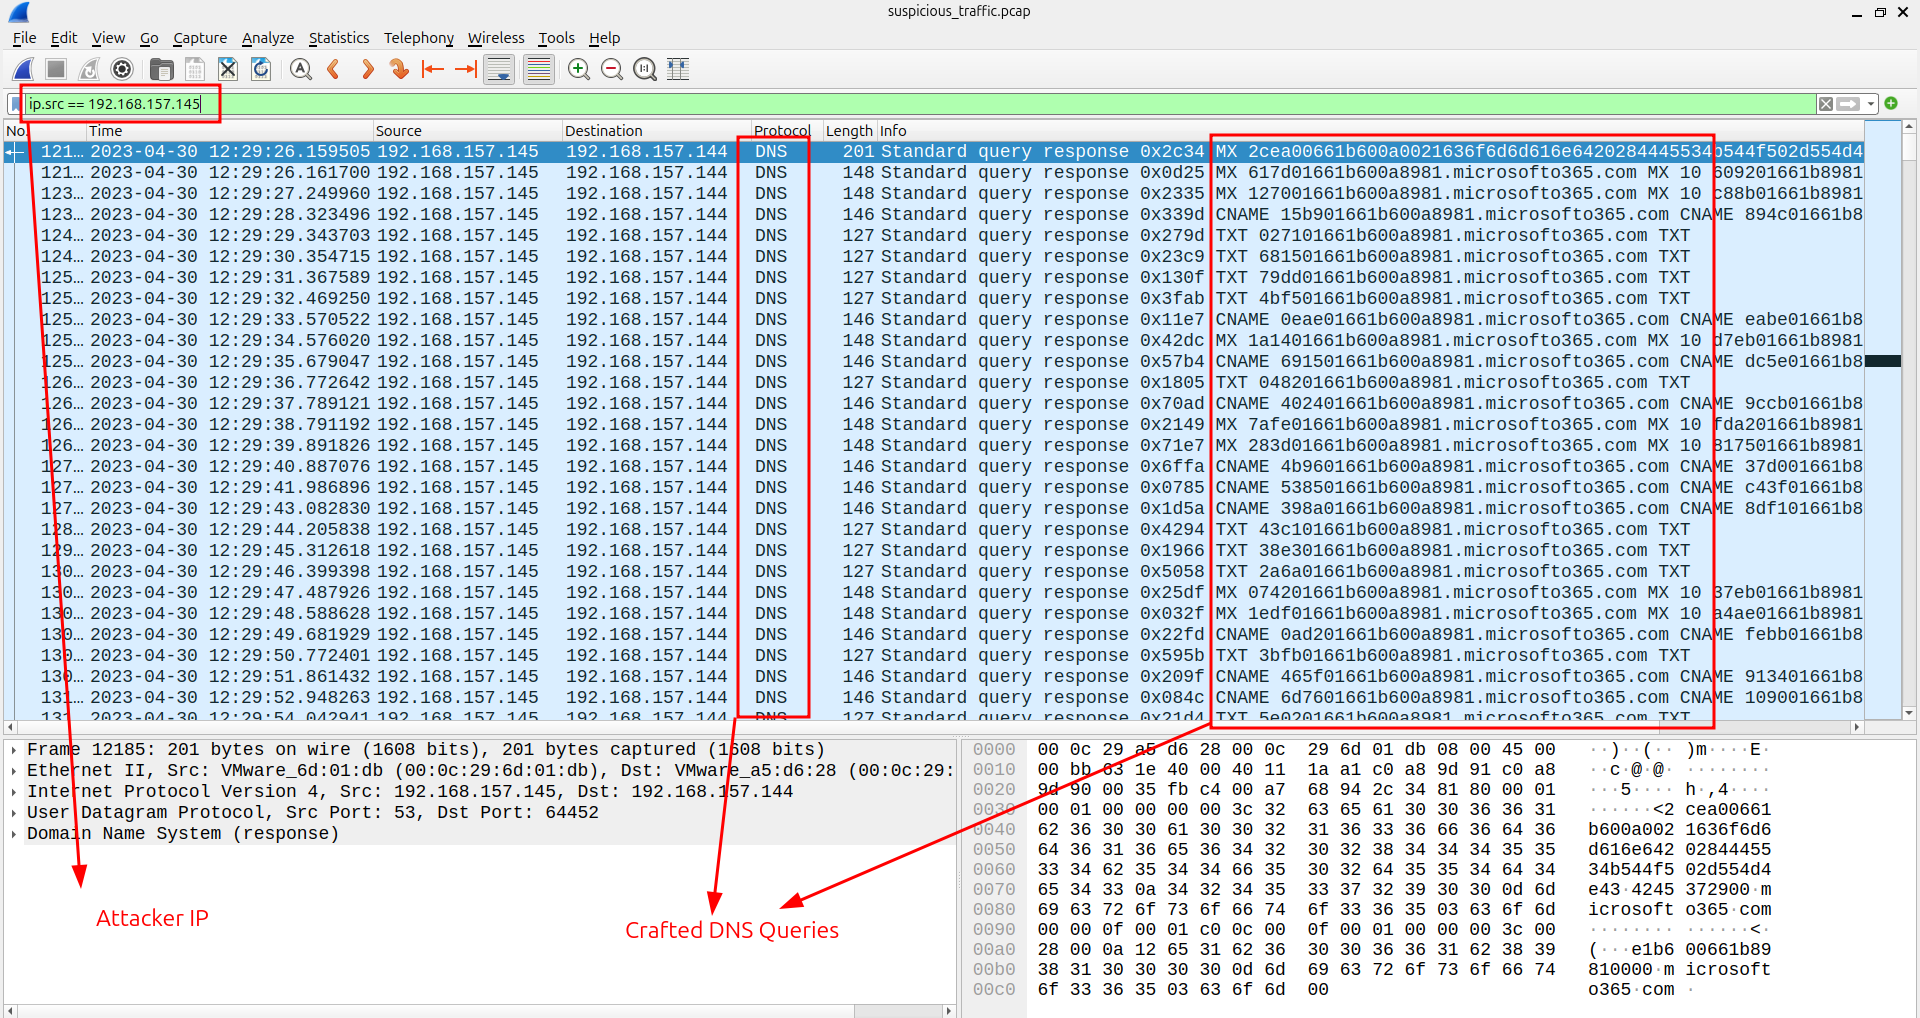 suspicious_traffic.pcap
File Edit View Go Capture Analyze Statistics Telephony Wireless Tools Help
ip.src == 192.168.157.145
No. Time Source Destination Protocol Length Info
121… 2023-04-30 12:29:26.159505 192.168.157.145 192.168.157.144 DNS 201 Standard query response 0x2c34 MX 2cea00661b600a0021636f6d6d616e642028444553​4b544f502d554d4
121… 2023-04-30 12:29:26.161700 192.168.157.145 192.168.157.144 DNS 148 Standard query response 0x0d25 MX 617d01661b600a8981.microsofto365.com MX 10 609201661b8981
123… 2023-04-30 12:29:27.249960 192.168.157.145 192.168.157.144 DNS 148 Standard query response 0x2335 MX 127001661b600a8981.microsofto365.com MX 10 c88b01661b8981
123… 2023-04-30 12:29:28.323496 192.168.157.145 192.168.157.144 DNS 146 Standard query response 0x339d CNAME 15b901661b600a8981.microsofto365.com CNAME 894c01661b8
124… 2023-04-30 12:29:29.343703 192.168.157.145 192.168.157.144 DNS 127 Standard query response 0x279d TXT 027101661b600a8981.microsofto365.com TXT
124… 2023-04-30 12:29:30.354715 192.168.157.145 192.168.157.144 DNS 127 Standard query response 0x23c9 TXT 681501661b600a8981.microsofto365.com TXT
125… 2023-04-30 12:29:31.367589 192.168.157.145 192.168.157.144 DNS 127 Standard query response 0x130f TXT 79dd01661b600a8981.microsofto365.com TXT
125… 2023-04-30 12:29:32.469250 192.168.157.145 192.168.157.144 DNS 127 Standard query response 0x3fab TXT 4bf501661b600a8981.microsofto365.com TXT
125… 2023-04-30 12:29:33.570522 192.168.157.145 192.168.157.144 DNS 146 Standard query response 0x11e7 CNAME 0eae01661b600a8981.microsofto365.com CNAME eabe01661b8
125… 2023-04-30 12:29:34.576020 192.168.157.145 192.168.157.144 DNS 148 Standard query response 0x42dc MX 1a1401661b600a8981.microsofto365.com MX 10 d7eb01661b8981
125… 2023-04-30 12:29:35.679047 192.168.157.145 192.168.157.144 DNS 146 Standard query response 0x57b4 CNAME 691501661b600a8981.microsofto365.com CNAME dc5e01661b8
126… 2023-04-30 12:29:36.772642 192.168.157.145 192.168.157.144 DNS 127 Standard query response 0x1805 TXT 048201661b600a8981.microsofto365.com TXT
126… 2023-04-30 12:29:37.789121 192.168.157.145 192.168.157.144 DNS 146 Standard query response 0x70ad CNAME 402401661b600a8981.microsofto365.com CNAME 9ccb01661b8
126… 2023-04-30 12:29:38.791192 192.168.157.145 192.168.157.144 DNS 148 Standard query response 0x2149 MX 7afe01661b600a8981.microsofto365.com MX 10 fda201661b8981
126… 2023-04-30 12:29:39.891826 192.168.157.145 192.168.157.144 DNS 148 Standard query response 0x71e7 MX 283d01661b600a8981.microsofto365.com MX 10 817501661b8981
127… 2023-04-30 12:29:40.887076 192.168.157.145 192.168.157.144 DNS 146 Standard query response 0x6ffa CNAME 4b9601661b600a8981.microsofto365.com CNAME 37d001661b8
127… 2023-04-30 12:29:41.986896 192.168.157.145 192.168.157.144 DNS 146 Standard query response 0x0785 CNAME 538501661b600a8981.microsofto365.com CNAME c43f01661b8
127… 2023-04-30 12:29:43.082830 192.168.157.145 192.168.157.144 DNS 146 Standard query response 0x1d5a CNAME 398a01661b600a8981.microsofto365.com CNAME 8df101661b8
128… 2023-04-30 12:29:44.205838 192.168.157.145 192.168.157.144 DNS 127 Standard query response 0x4294 TXT 43c101661b600a8981.microsofto365.com TXT
129… 2023-04-30 12:29:45.312618 192.168.157.145 192.168.157.144 DNS 127 Standard query response 0x1966 TXT 38e301661b600a8981.microsofto365.com TXT
130… 2023-04-30 12:29:46.399398 192.168.157.145 192.168.157.144 DNS 127 Standard query response 0x5058 TXT 2a6a01661b600a8981.microsofto365.com TXT
130… 2023-04-30 12:29:47.487926 192.168.157.145 192.168.157.144 DNS 148 Standard query response 0x25df MX 074201661b600a8981.microsofto365.com MX 10 37eb01661b8981
130… 2023-04-30 12:29:48.588628 192.168.157.145 192.168.157.144 DNS 148 Standard query response 0x032f MX 1edf01661b600a8981.microsofto365.com MX 10 a4ae01661b8981
130… 2023-04-30 12:29:49.681929 192.168.157.145 192.168.157.144 DNS 146 Standard query response 0x22fd CNAME 0ad201661b600a8981.microsofto365.com CNAME febb01661b8
130… 2023-04-30 12:29:50.772401 192.168.157.145 192.168.157.144 DNS 127 Standard query response 0x595b TXT 3bfb01661b600a8981.microsofto365.com TXT
130… 2023-04-30 12:29:51.861432 192.168.157.145 192.168.157.144 DNS 146 Standard query response 0x209f CNAME 465f01661b600a8981.microsofto365.com CNAME 913401661b8
131… 2023-04-30 12:29:52.948263 192.168.157.145 192.168.157.144 DNS 146 Standard query response 0x084c CNAME 6d7601661b600a8981.microsofto365.com CNAME 109001661b8
131… 2023-04-30 12:29:54.042941 192.168.157.145 192.168.157.144 DNS 127 Standard query response 0x21d4 TXT 5e0201661b600a8981.microsofto365.com TXT
Frame 12185: 201 bytes on wire (1608 bits), 201 bytes captured (1608 bits)
Ethernet II, Src: VMware_6d:01:db (00:0c:29:6d:01:db), Dst: VMware_a5:d6:28 (00:0c:29:
Internet Protocol Version 4, Src: 192.168.157.145, Dst: 192.168.157.144
User Datagram Protocol, Src Port: 53, Dst Port: 64452
Domain Name System (response)
0000 00 0c 29 a5 d6 28 00 0c 29 6d 01 db 08 00 45 00 ··)··(·· )m····E·
0010 00 bb 63 1e 40 00 40 11 1a a1 c0 a8 9d 91 c0 a8 ··c·@·@· ········
0020 9d 90 00 35 fb c4 00 a7 68 94 2c 34 81 80 00 01 ···5···· h·,4····
0030 00 01 00 00 00 00 3c 32 63 65 61 30 30 36 36 31 ······<2 cea00661
0040 62 36 30 30 61 30 30 32 31 36 33 36 66 36 64 36 b600a002 1636f6d6
0050 64 36 31 36 65 36 34 32 30 32 38 34 34 34 35 35 d616e642 02844455
0060 33 34 62 35 34 34 66 35 30 32 64 35 35 34 64 34 34b544f5 02d554d4
0070 65 34 33 0a 34 32 34 35 33 37 32 39 30 30 0d 6d e43·4245 372900·m
0080 69 63 72 6f 73 6f 66 74 6f 33 36 35 03 63 6f 6d icrosoft o365·com
0090 00 00 0f 00 01 c0 0c 00 0f 00 01 00 00 00 3c 00 ········ ······<·
00a0 28 00 0a 12 65 31 62 36 30 30 36 36 31 62 38 39 (···e1b6 00661b89
00b0 38 31 30 30 30 30 0d 6d 69 63 72 6f 73 6f 66 74 810000·m icrosoft
00c0 6f 33 36 35 03 63 6f 6d 00 o365·com ·
Attacker IP
Crafted DNS Queries